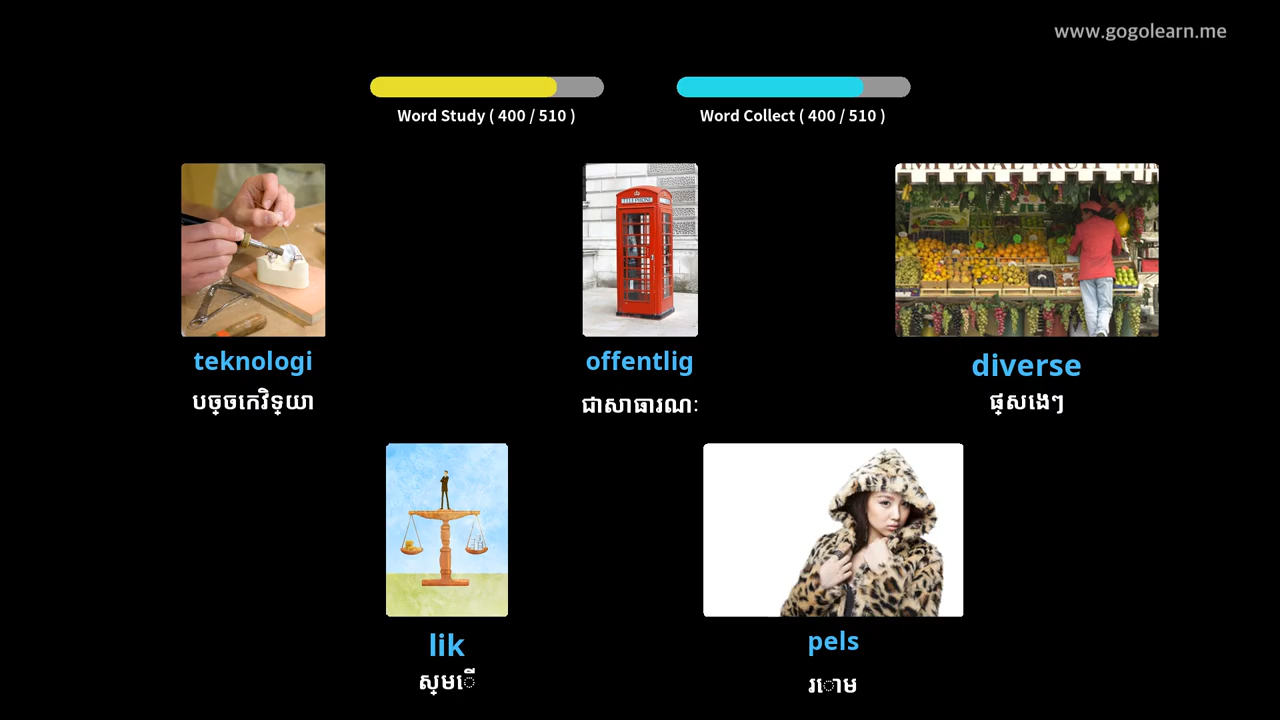 www.gogolearn.me
Word Study ( 400 / 510 )
Word Collect ( 400 / 510 )
TELEPHONE
teknologi
offentlig
diverse
បច្ចេកវិទ្យា
ជាសាធារណៈ
ផ្សេងៗ
lik
pels
ស្មើ
រោម